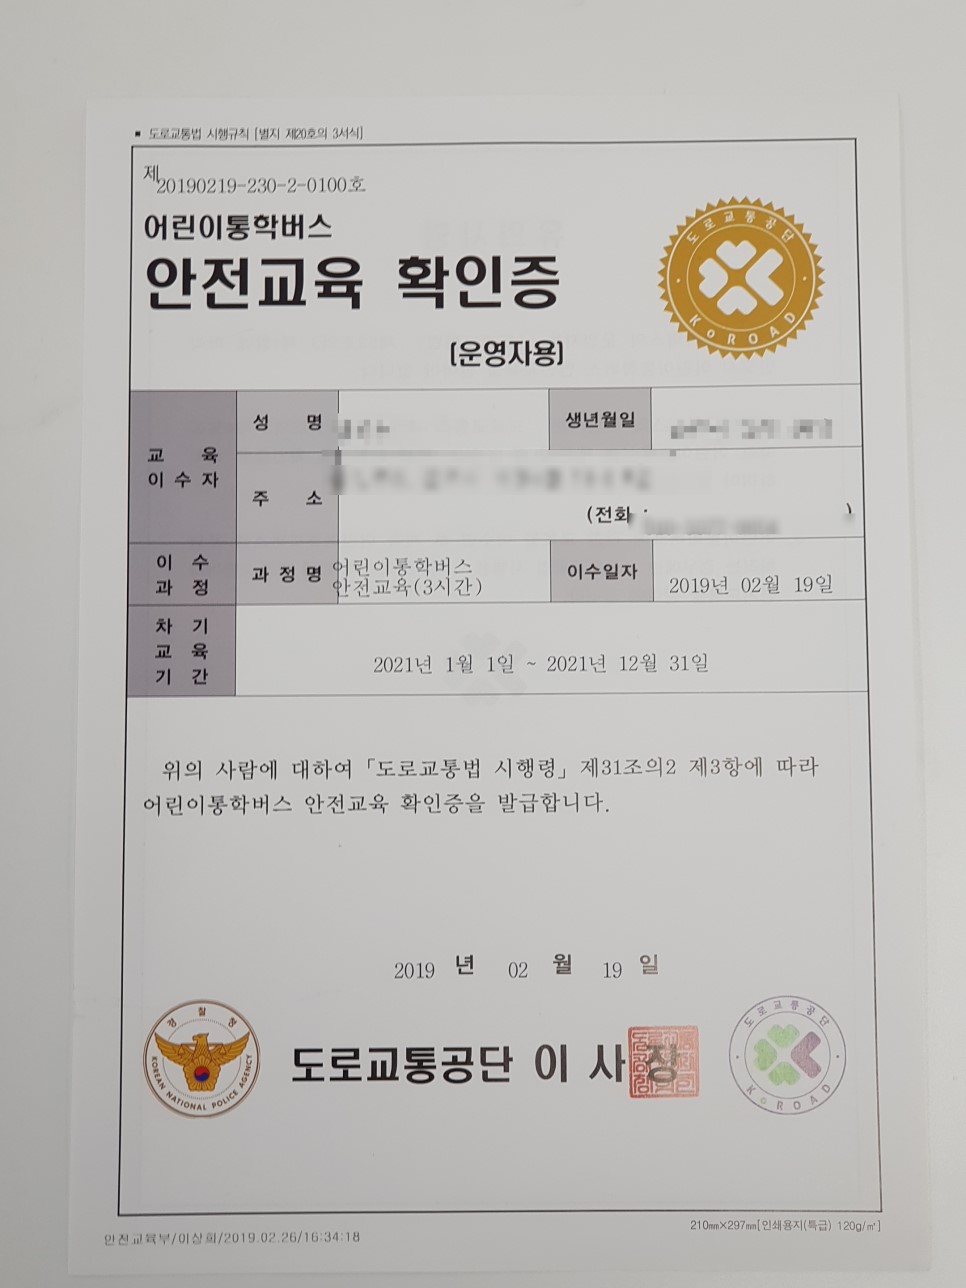 ▪ 도로교통법 시행규칙 [별지 제20호의 3서식]
제20190219-230-2-0100호
어린이통학버스
안전교육 확인증
(운영자용)
도로교통공단
KoROAD
교 육
이 수 자
성 명
생년월일
주 소
(전화 : )
이 수
과 정
과 정 명
어린이통학버스
안전교육(3시간)
이수일자
2019년 02월 19일
차 기
교 육
기 간
2021년 1월 1일 ~ 2021년 12월 31일
위의 사람에 대하여 「도로교통법 시행령」 제31조의2 제3항에 따라
어린이통학버스 안전교육 확인증을 발급합니다.
2019 년 02 월 19 일
경찰청
KOREAN NATIONAL POLICE AGENCY
도로교통공단 이 사 장
도로교통공단
KoROAD
210㎜×297㎜[인쇄용지(특급) 120g/㎡]
안전교육부/이상희/2019.02.26/16:34:18